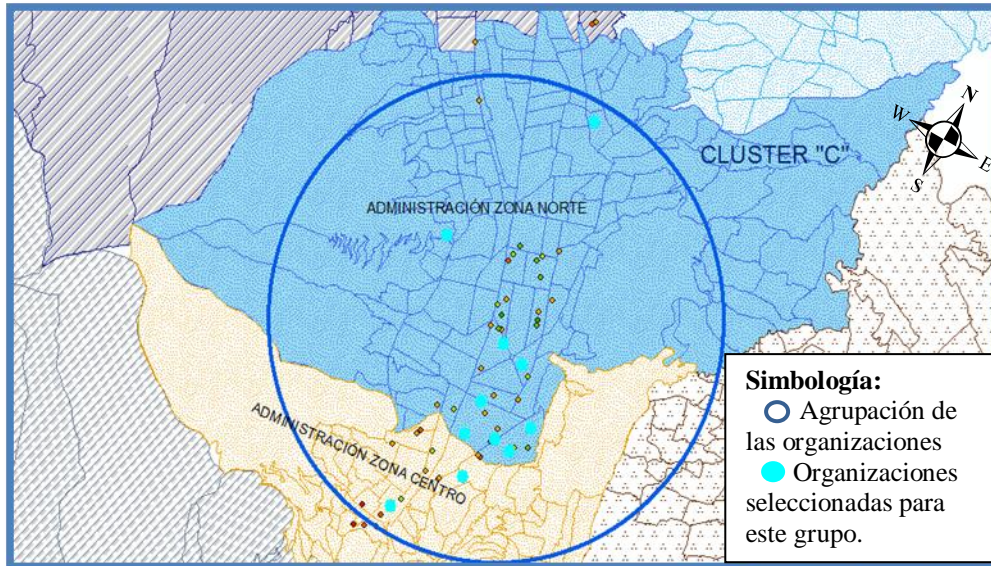 N
W
E
S
CLUSTER "C"
ADMINISTRACIÓN ZONA NORTE
ADMINISTRACIÓN ZONA CENTRO
Simbología:
Agrupación de
las organizaciones
Organizaciones
seleccionadas para
este grupo.